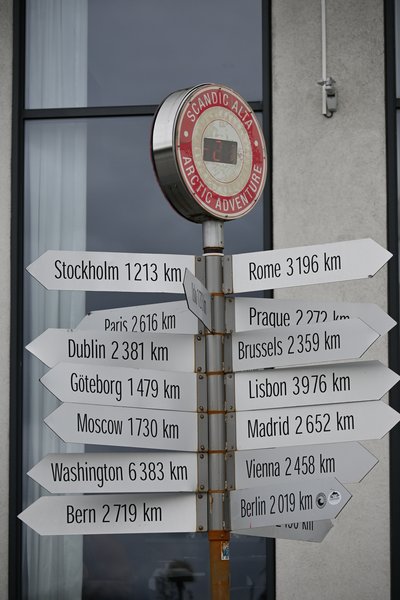 SCANDIC ALTA
ARCTIC ADVENTURE
Stockholm 1213 km
Rome 3196 km
Paris 2616 km
Prague 2272 km
Dublin 2381 km
Brussels 2359 km
Göteborg 1479 km
Lisbon 3976 km
Moscow 1730 km
Madrid 2652 km
Washington 6383 km
Vienna 2458 km
Bern 2719 km
Berlin 2019 km
km